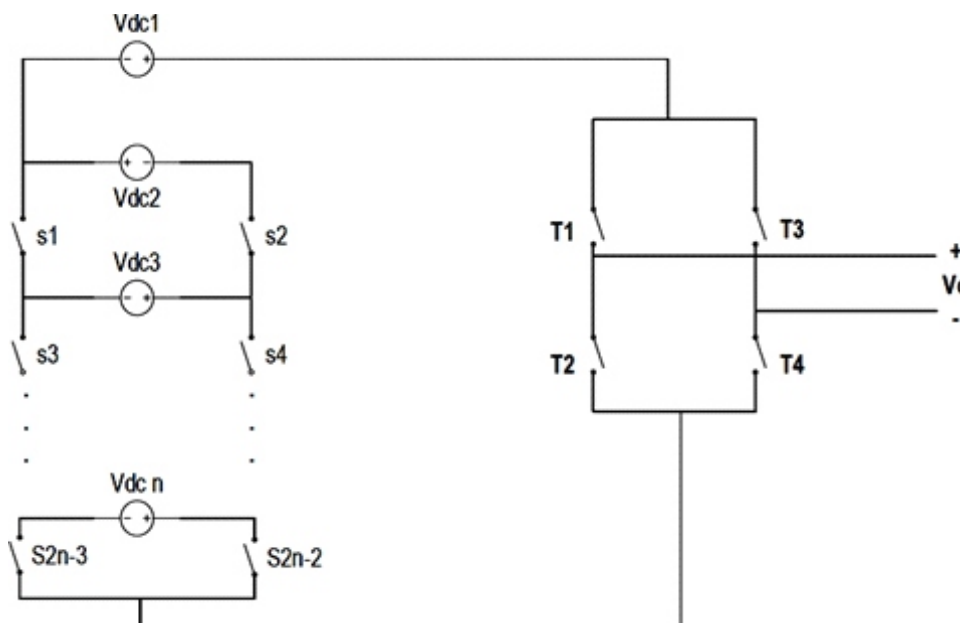 Vdc1
- +
+ -
Vdc2
s1
s2
T1
T3
+
Vdc3
- +
-
s3
s4
T2
T4
Vdc n
- +
S2n-3
S2n-2